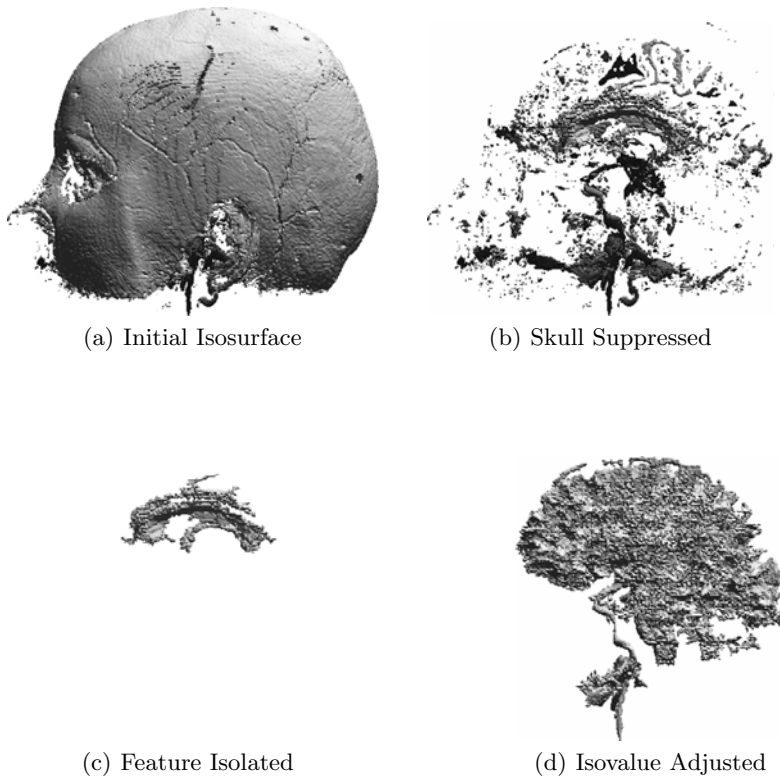 (a) Initial Isosurface
(b) Skull Suppressed
(c) Feature Isolated
(d) Isovalue Adjusted